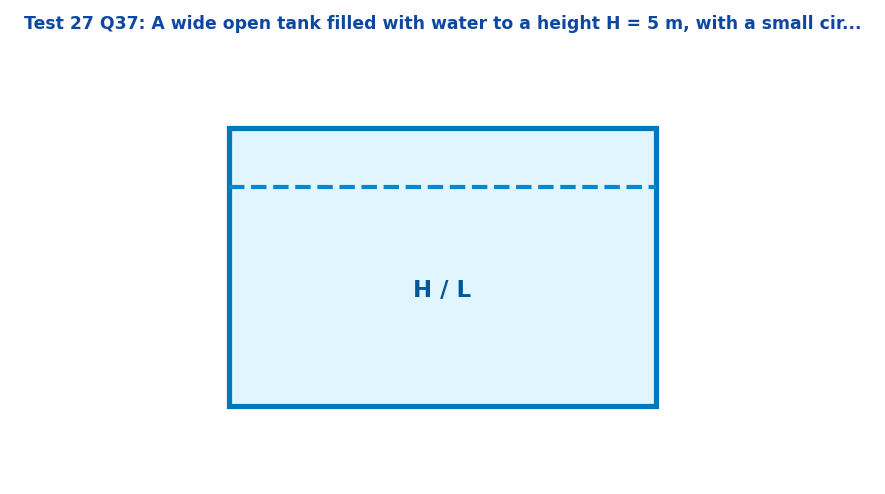 Test 27 Q37: A wide open tank filled with water to a height H = 5 m, with a small cir...
H / L